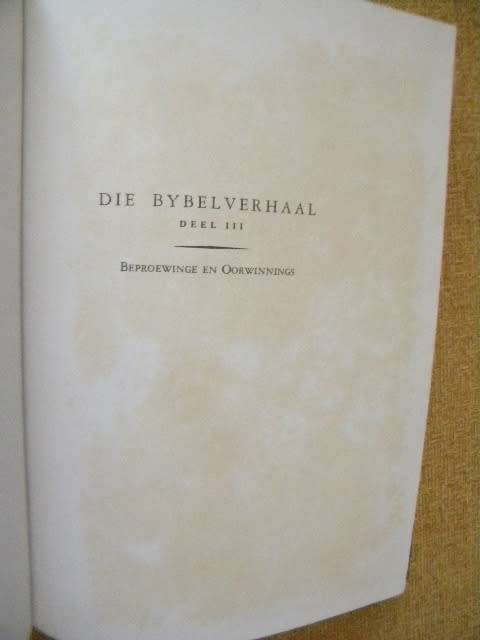 DIE BYBELVERHAAL
DEEL III
BEPROEWINGE EN OORWINNINGS